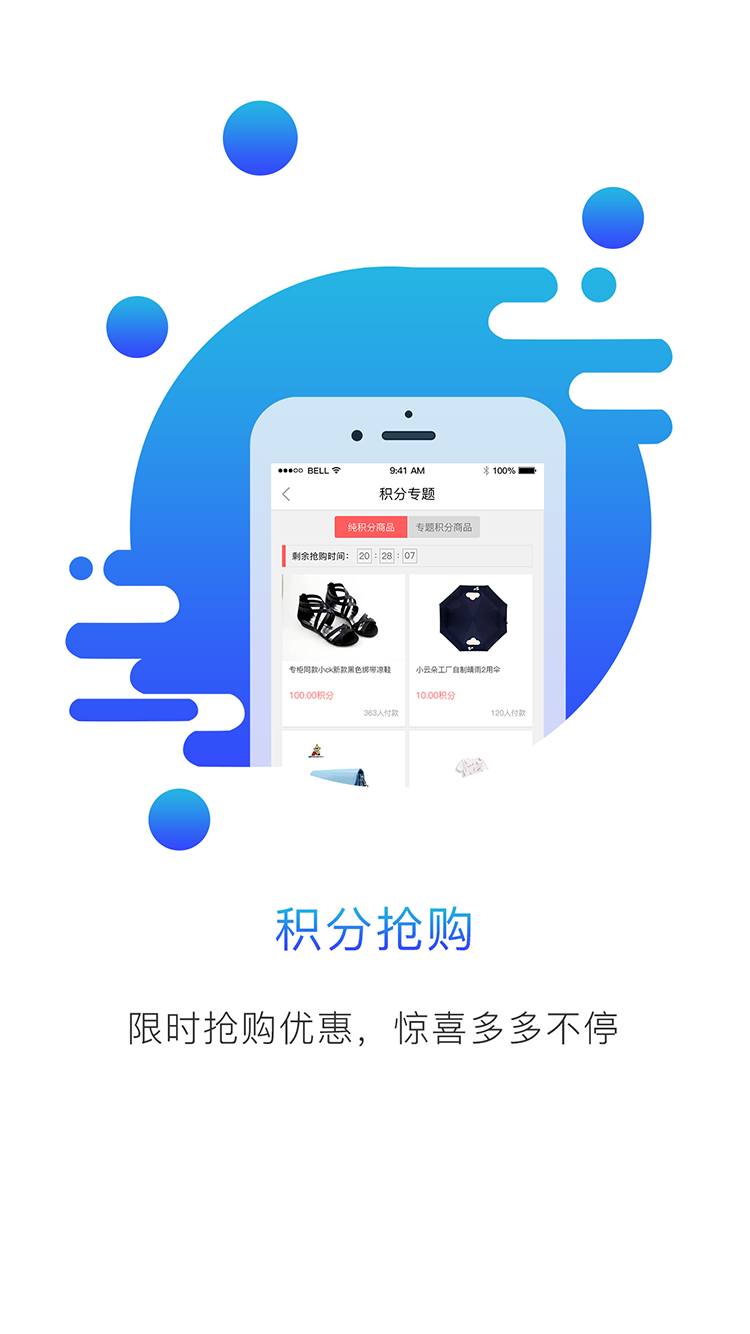 BELL 9:41 AM 100%
积分专题
纯积分商品 专题积分商品
剩余抢购时间： 20 : 28 : 07
专柜同款小ck新款黑色绑带凉鞋
100.00积分
363人付款
小云朵工厂自制晴雨2用伞
10.00积分
120人付款
积分抢购
限时抢购优惠，惊喜多多不停